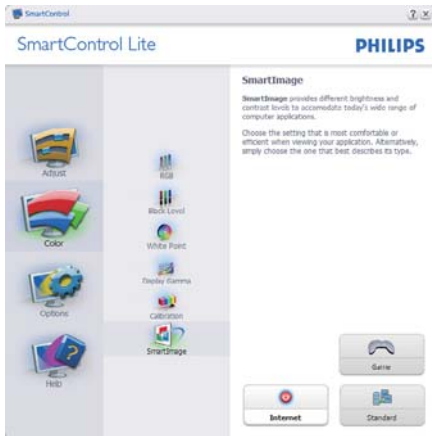 SmartControl
SmartControl Lite
PHILIPS
Adjust
Color
Options
Help
RGB
Black Level
White Point
Display Gamma
Calibration
SmartImage
SmartImage
SmartImage provides different brightness and
contrast levels to accomodate today's wide range of
computer applications.
Choose the setting that is most comfortable or
efficient when viewing your application. Alternatively,
simply choose the one that best describes its type.
Game
Internet
Standard